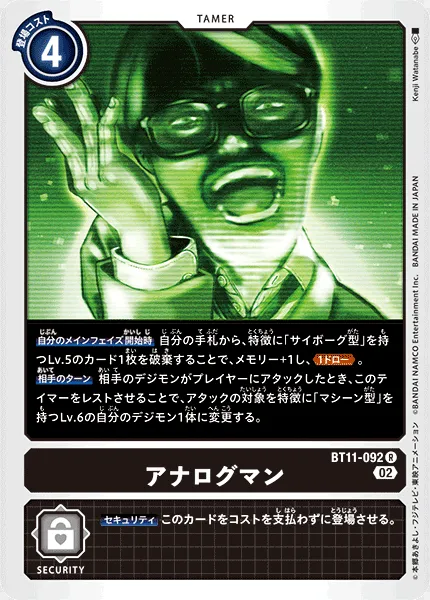 TAMER
登場コスト
4
Kenji Watanabe
自分のメインフェイズ開始時 自分の手札から、特徴に「サイボーグ型」を持
つLv.5のカード1枚を破棄することで、メモリー+1し、1ドロー。
相手のターン 相手のデジモンがプレイヤーにアタックしたとき、このテ
イマーをレストさせることで、アタックの対象を特徴に「マシーン型」を
持つLv.6の自分のデジモン1体に変更する。
BT11-092 R
アナログマン
02
セキュリティ このカードをコストを支払わずに登場させる。
SECURITY
©BANDAI NAMCO Entertainment Inc. ©BANDAI MADE IN JAPAN
©本郷あきよし・フジテレビ・東映アニメーション